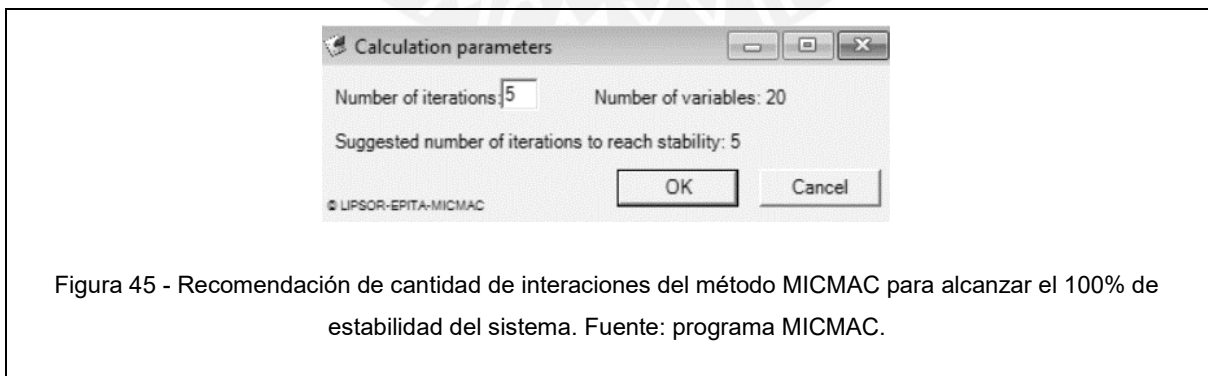 Calculation parameters
Number of iterations: 5 Number of variables: 20
Suggested number of iterations to reach stability: 5
OK Cancel
© LIPSOR-EPITA-MICMAC
Figura 45 - Recomendación de cantidad de interaciones del método MICMAC para alcanzar el 100% de
estabilidad del sistema. Fuente: programa MICMAC.